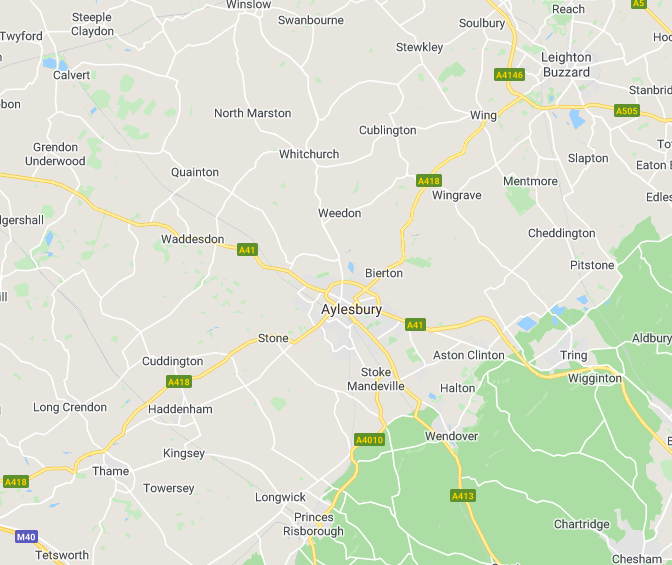 Winslow
Reach
A5
Steeple
Claydon
Swanbourne
Soulbury
Twyford
Stewkley
Leighton
Buzzard
Calvert
A4146
Stanbrid
bon
North Marston
Wing
A505
Cublington
Grendon
Underwood
Whitchurch
Slapton
Eaton B
Quainton
A418
Mentmore
Wingrave
Edles
Weedon
dgershall
Cheddington
Waddesdon
A41
Bierton
Pitstone
ill
Aylesbury
A41
Stone
Aldbury
Aston Clinton
Tring
Cuddington
Stoke
Mandeville
A418
Halton
Wigginton
Long Crendon
Haddenham
Wendover
A4010
Kingsey
Thame
A418
Towersey
Longwick
A413
Princes
Risborough
Chartridge
M40
Tetsworth
Chesham